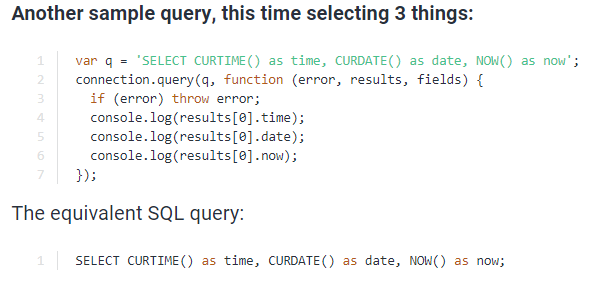 Another sample query, this time selecting 3 things:
1 var q = 'SELECT CURTIME() as time, CURDATE() as date, NOW() as now';
2 connection.query(q, function (error, results, fields) {
3   if (error) throw error;
4   console.log(results[0].time);
5   console.log(results[0].date);
6   console.log(results[0].now);
7 });
The equivalent SQL query:
1 SELECT CURTIME() as time, CURDATE() as date, NOW() as now;